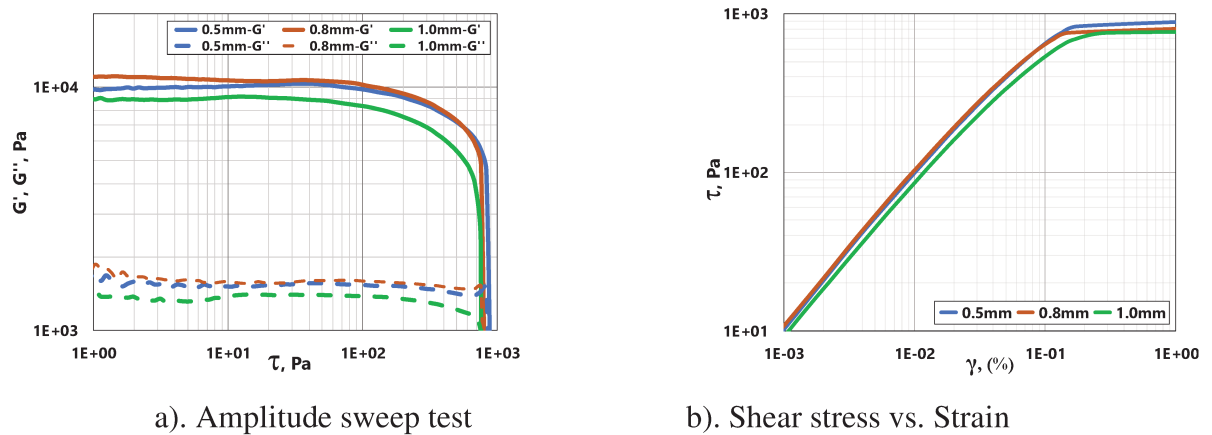 0.5mm-G' 0.8mm-G' 1.0mm-G'
0.5mm-G'' 0.8mm-G'' 1.0mm-G''
G', G'', Pa
1E+04
1E+03
1E+00 1E+01 1E+02 1E+03
τ, Pa
a). Amplitude sweep test
1E+03
1E+02
1E+01
τ, Pa
0.5mm 0.8mm 1.0mm
1E-03 1E-02 1E-01 1E+00
γ, (%)
b). Shear stress vs. Strain